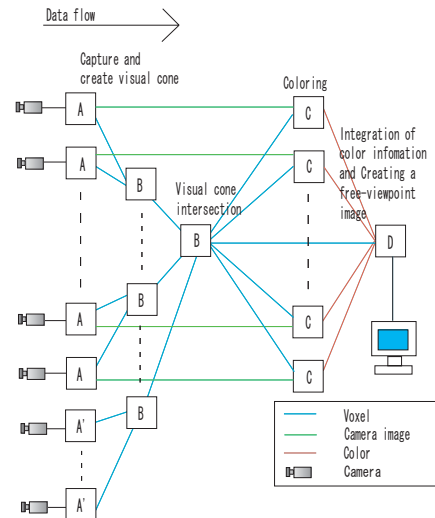 Data flow
Capture and
create visual cone
Coloring
A
C
Integration of
color infomation
and Creating a
free-viewpoint
image
A
B
C
Visual cone
intersection
B
D
A
B
C
A
C
A'
B
A'
Voxel
Camera image
Color
Camera